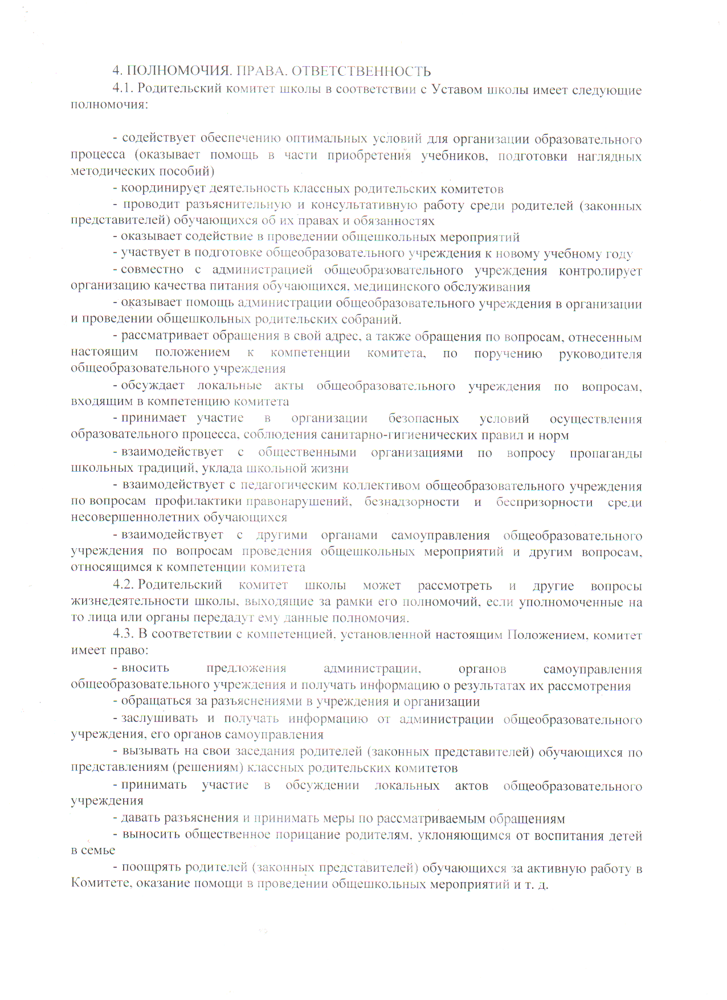 4. ПОЛНОМОЧИЯ. ПРАВА. ОТВЕТСТВЕННОСТЬ
4.1. Родительский комитет школы в соответствии с Уставом школы имеет следующие
полномочия:
- содействует обеспечению оптимальных условий для организации образовательного
процесса (оказывает помощь в части приобретения учебников, подготовки наглядных
методических пособий)
- координирует деятельность классных родительских комитетов
- проводит разъяснительную и консультативную работу среди родителей (законных
представителей) обучающихся об их правах и обязанностях
- оказывает содействие в проведении общешкольных мероприятий
- участвует в подготовке общеобразовательного учреждения к новому учебному году
- совместно с администрацией общеобразовательного учреждения контролирует
организацию качества питания обучающихся, медицинского обслуживания
- оказывает помощь администрации общеобразовательного учреждения в организации
и проведении общешкольных родительских собраний.
- рассматривает обращения в свой адрес, а также обращения по вопросам, отнесенным
настоящим положением к компетенции комитета, по поручению руководителя
общеобразовательного учреждения
- обсуждает локальные акты общеобразовательного учреждения по вопросам,
входящим в компетенцию комитета
- принимает участие в организации безопасных условий осуществления
образовательного процесса, соблюдения санитарно-гигиенических правил и норм
- взаимодействует с общественными организациями по вопросу пропаганды
школьных традиций, уклада школьной жизни
- взаимодействует с педагогическим коллективом общеобразовательного учреждения
по вопросам профилактики правонарушений, безнадзорности и беспризорности среди
несовершеннолетних обучающихся
- взаимодействует с другими органами самоуправления общеобразовательного
учреждения по вопросам проведения общешкольных мероприятий и другим вопросам,
относящимся к компетенции комитета
4.2. Родительский комитет школы может рассмотреть и другие вопросы
жизнедеятельности школы, выходящие за рамки его полномочий, если уполномоченные на
то лица или органы передадут ему данные полномочия.
4.3. В соответствии с компетенцией, установленной настоящим Положением, комитет
имеет право:
- вносить предложения администрации, органов самоуправления
общеобразовательного учреждения и получать информацию о результатах их рассмотрения
- обращаться за разъяснениями в учреждения и организации
- заслушивать и получать информацию от администрации общеобразовательного
учреждения, его органов самоуправления
- вызывать на свои заседания родителей (законных представителей) обучающихся по
представлениям (решениям) классных родительских комитетов
- принимать участие в обсуждении локальных актов общеобразовательного
учреждения
- давать разъяснения и принимать меры по рассматриваемым обращениям
- выносить общественное порицание родителям, уклоняющимся от воспитания детей
в семье
- поощрять родителей (законных представителей) обучающихся за активную работу в
Комитете, оказание помощи в проведении общешкольных мероприятий и т. д.